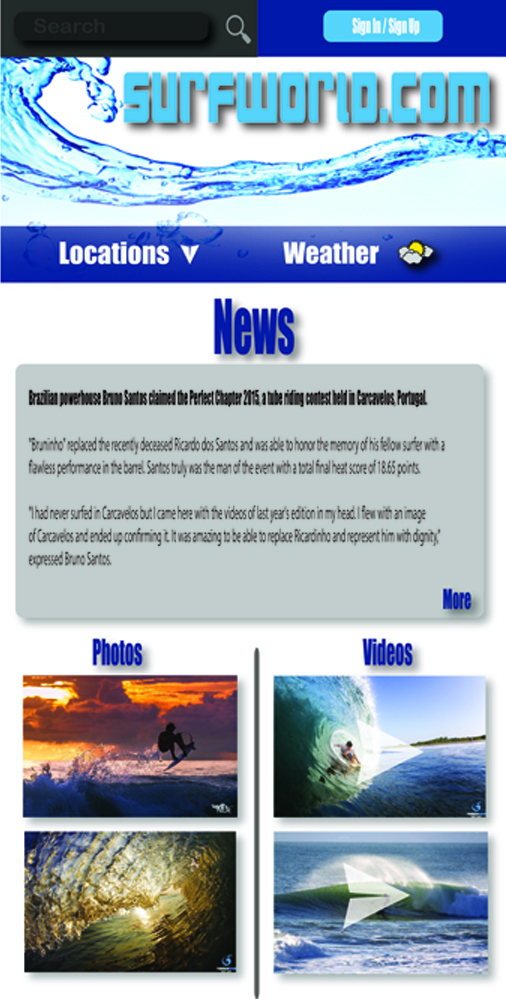 Search
Sign In / Sign Up
surfworld.com
Locations
Weather
News
Brazilian powerhouse Bruno Santos claimed the Perfect Chapter 2015, a tube riding contest held in Carcavelos, Portugal.
"Bruninho" replaced the recently deceased Ricardo dos Santos and was able to honor the memory of his fellow surfer with a
flawless performance in the barrel. Santos truly was the man of the event with a total final heat score of 18.65 points.
"I had never surfed in Carcavelos but I came here with the videos of last year's edition in my head. I flew with an image
of Carcavelos and ended up confirming it. It was amazing to be able to replace Ricardinho and represent him with dignity,"
expressed Bruno Santos.
More
Photos
Videos